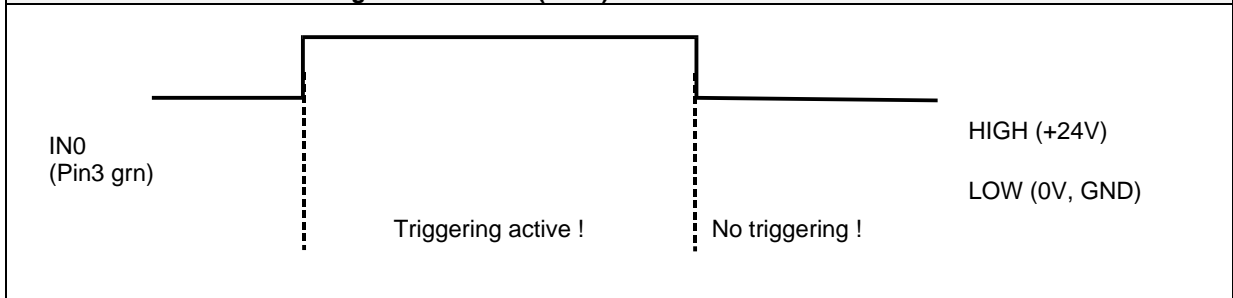 IN0
(Pin3 grn)
HIGH (+24V)
LOW (0V, GND)
Triggering active !
No triggering !